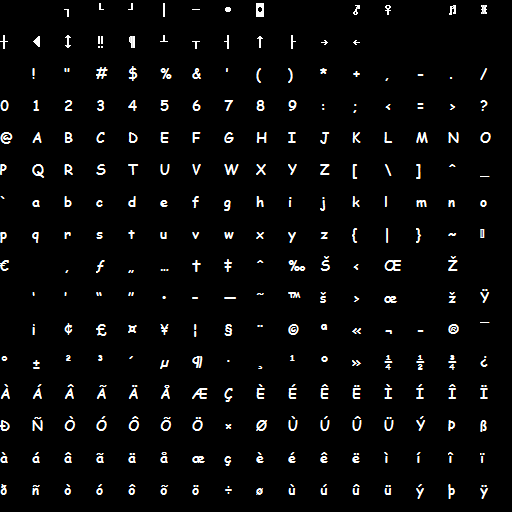 ┐ └ ┘ │ ─ • ◘ ♂ ♀ ♫ ☼
┼ ◄ ↕ ‼ ¶ ┴ ┬ ┤ ↑ ├ → ←
! " # $ % & ' ( ) * + , - . /
0 1 2 3 4 5 6 7 8 9 : ; < = > ?
@ A B C D E F G H I J K L M N O
P Q R S T U V W X Y Z [ \ ] ^ _
` a b c d e f g h i j k l m n o
p q r s t u v w x y z { | } ~ ▯
€ ‚ ƒ „ … † ‡ ˆ ‰ Š ‹ Œ Ž
‘ ’ “ ” • – — ˜ ™ š › œ ž Ÿ
¡ ¢ £ ¤ ¥ ¦ § ¨ © ª « ¬ - ® ¯
° ± ² ³ ´ µ ¶ · ¸ ¹ º » ¼ ½ ¾ ¿
À Á Â Ã Ä Å Æ Ç È É Ê Ë Ì Í Î Ï
Ð Ñ Ò Ó Ô Õ Ö × Ø Ù Ú Û Ü Ý Þ ß
à á â ã ä å æ ç è é ê ë ì í î ï
ð ñ ò ó ô õ ö ÷ ø ù ú û ü ý þ ÿ